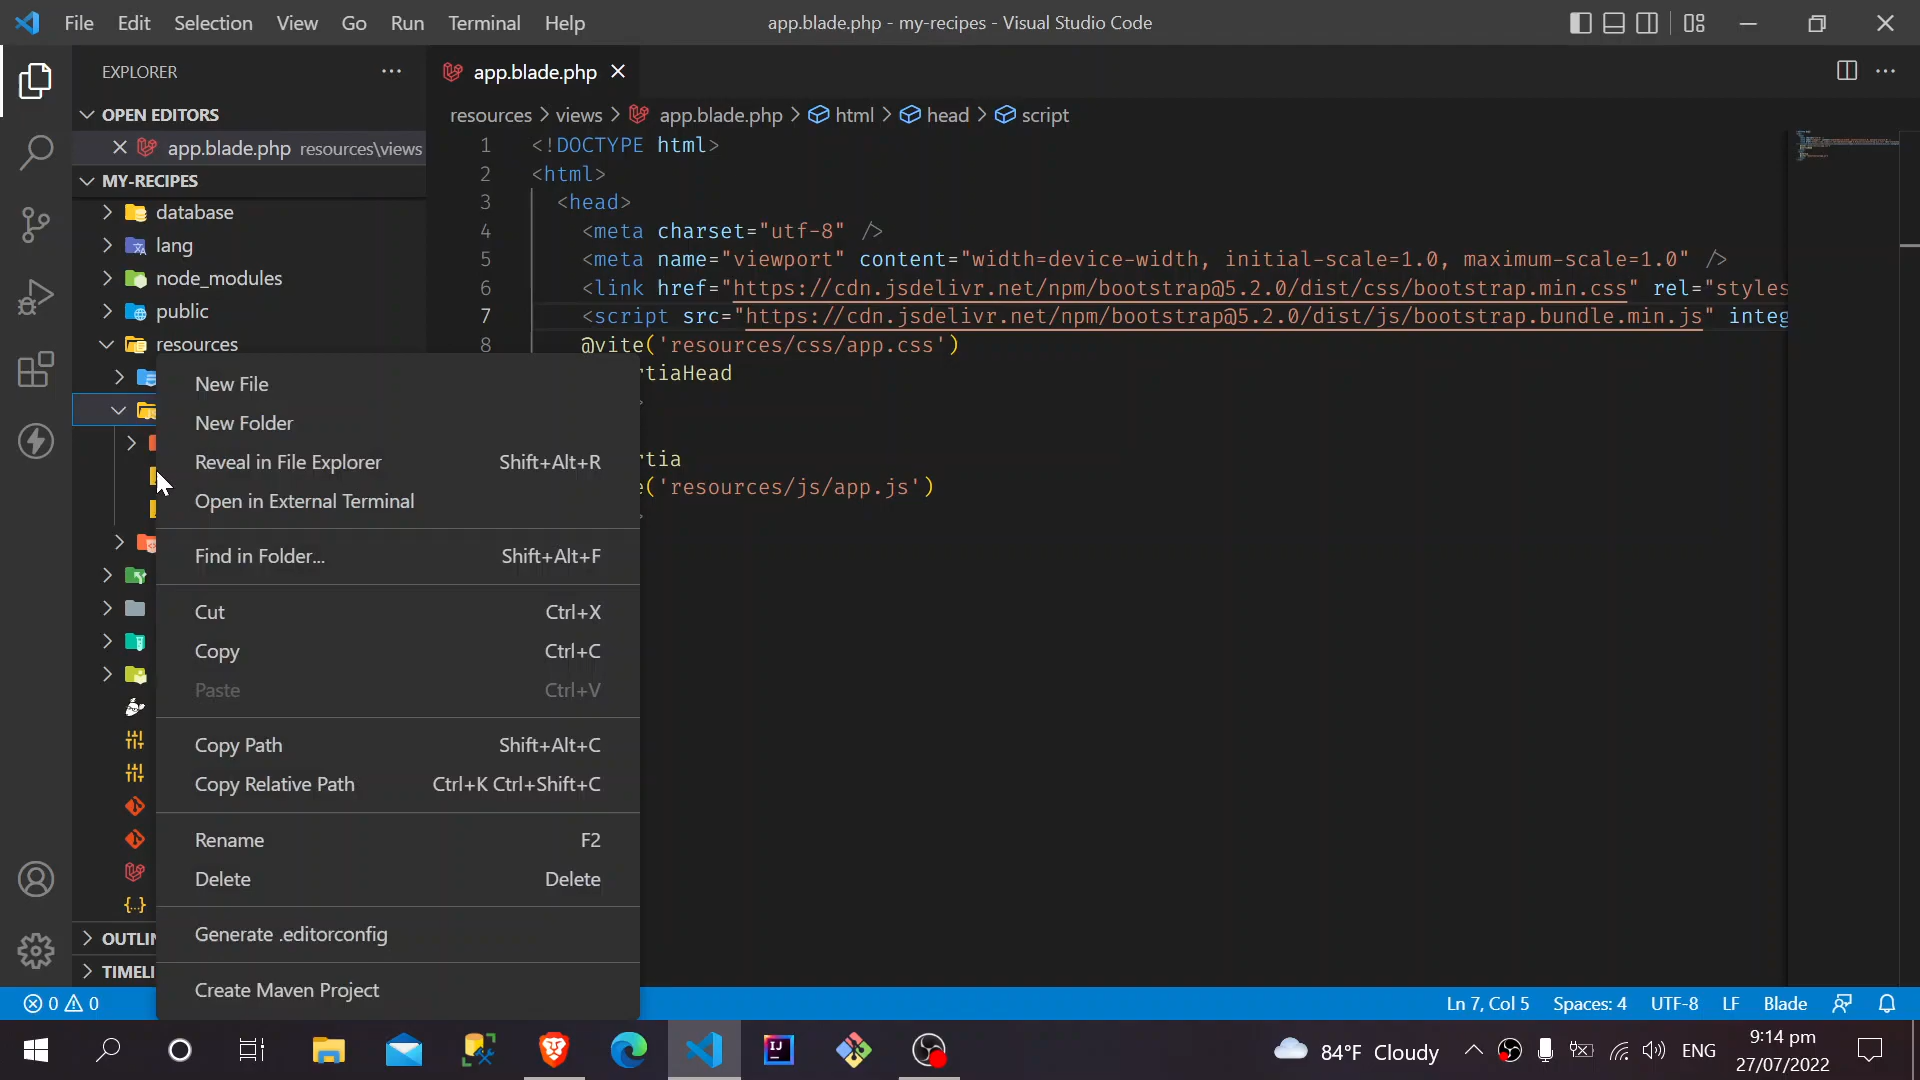 File Edit Selection View Go Run Terminal Help
app.blade.php - my-recipes - Visual Studio Code
EXPLORER
OPEN EDITORS
app.blade.php resources\views
MY-RECIPES
database
lang
node_modules
public
resources
OUTLIN
TIMELI
New File
New Folder
Reveal in File Explorer Shift+Alt+R
Open in External Terminal
Find in Folder... Shift+Alt+F
Cut Ctrl+X
Copy Ctrl+C
Paste Ctrl+V
Copy Path Shift+Alt+C
Copy Relative Path Ctrl+K Ctrl+Shift+C
Rename F2
Delete Delete
Generate .editorconfig
Create Maven Project
app.blade.php
resources > views > app.blade.php > html > head > script
1 <!DOCTYPE html>
2 <html>
3 <head>
4 <meta charset="utf-8" />
5 <meta name="viewport" content="width=device-width, initial-scale=1.0, maximum-scale=1.0" />
6 <link href="https://cdn.jsdelivr.net/npm/bootstrap@5.2.0/dist/css/bootstrap.min.css" rel="styles
7 <script src="https://cdn.jsdelivr.net/npm/bootstrap@5.2.0/dist/js/bootstrap.bundle.min.js" integ
8 @vite('resources/css/app.css')
rtiaHead
rtia
e('resources/js/app.js')
0 0
Ln 7, Col 5 Spaces: 4 UTF-8 LF Blade
84°F Cloudy
ENG
9:14 pm
27/07/2022